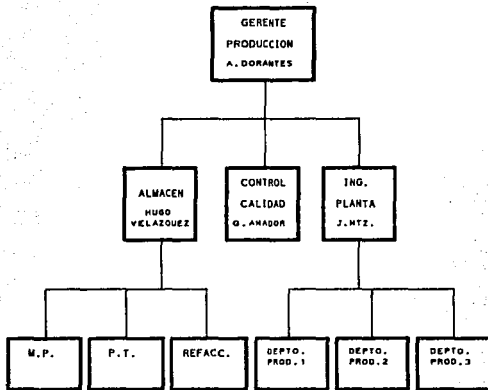 GERENTE
PRODUCCION
A. DORANTES
ALMACEN
HUGO
VELAZQUEZ
CONTROL
CALIDAD
G. AMADOR
ING.
PLANTA
J. MTZ.
M.P.
P.T.
REFACC.
DEPTO.
PROD. 1
DEPTO.
PROD. 2
DEPTO.
PROD. 3